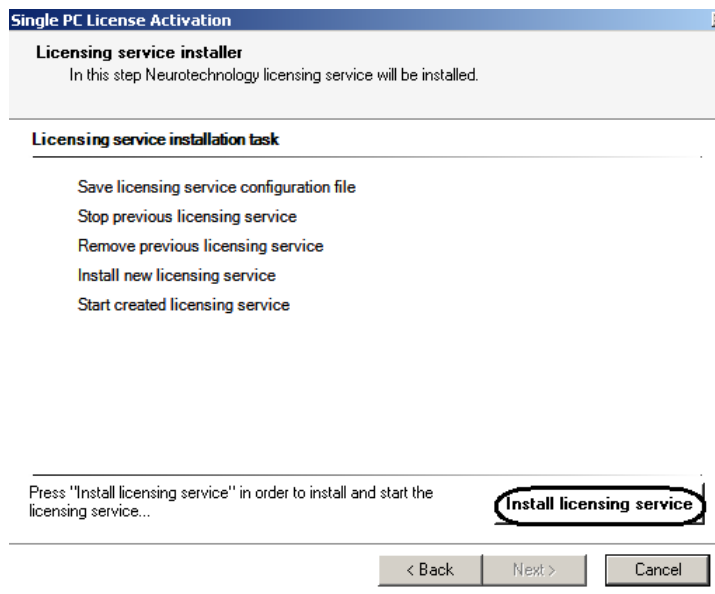 Single PC License Activation
Licensing service installer
In this step Neurotechnology licensing service will be installed.
Licensing service installation task
Save licensing service configuration file
Stop previous licensing service
Remove previous licensing service
Install new licensing service
Start created licensing service
Press "Install licensing service" in order to install and start the
licensing service...
Install licensing service
< Back
Next >
Cancel